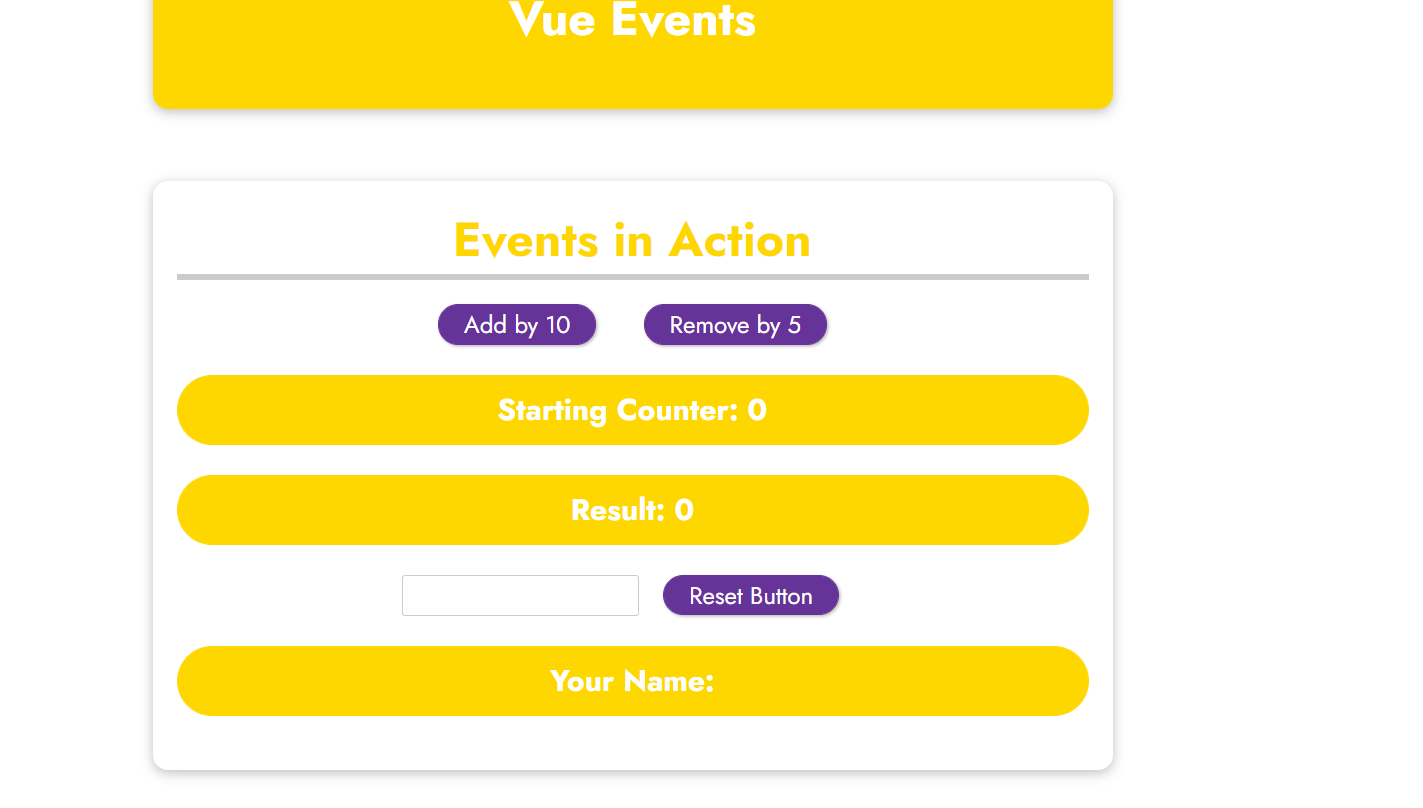 Vue Events
Events in Action
Add by 10 Remove by 5
Starting Counter: 0
Result: 0
Reset Button
Your Name: